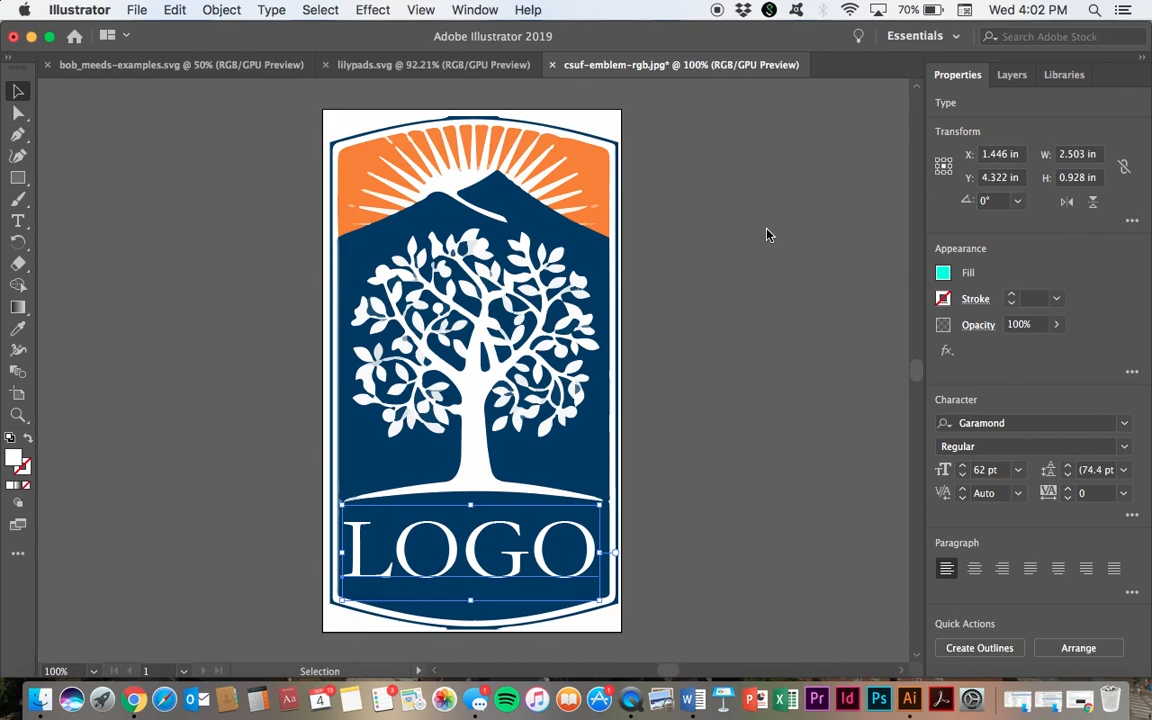 Illustrator File Edit Object Type Select Effect View Window Help 70% Wed 4:02 PM
Adobe Illustrator 2019 Essentials Search Adobe Stock
bob_meeds-examples.svg @ 50% (RGB/GPU Preview) lilypads.svg @ 92.21% (RGB/GPU Preview) csuf-emblem-rgb.jpg* @ 100% (RGB/GPU Preview)
Properties Layers Libraries
Type
Transform
X: 1.446 in W: 2.503 in
Y: 4.322 in H: 0.928 in
0°
Appearance
Fill
Stroke
Opacity 100%
fx.
Character
Garamond
Regular
62 pt (74.4 pt
Auto 0
Paragraph
Quick Actions
Create Outlines Arrange
LOGO
100% 1 Selection